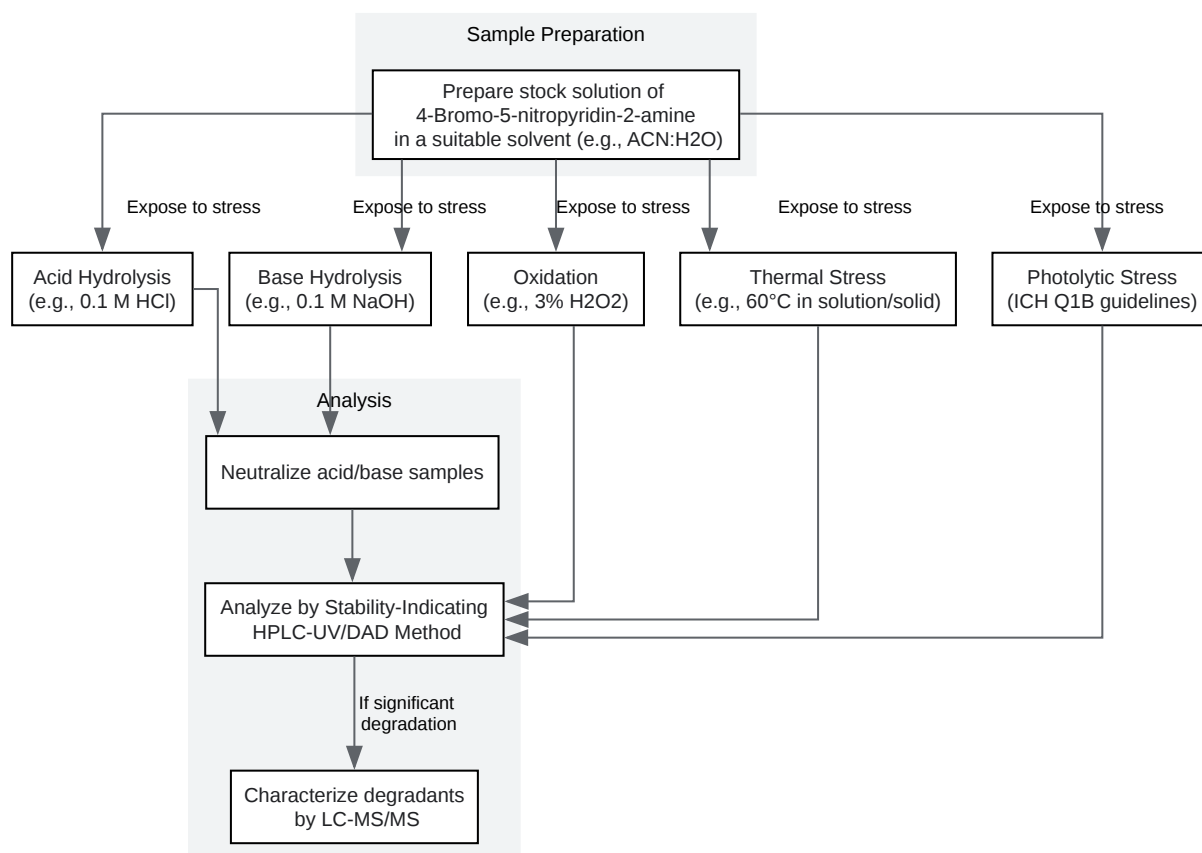 Sample Preparation
Prepare stock solution of
4-Bromo-5-nitropyridin-2-amine
in a suitable solvent (e.g., ACN:H2O)
Expose to stress
Expose to stress
Expose to stress
Expose to stress
Expose to stress
Acid Hydrolysis
(e.g., 0.1 M HCl)
Base Hydrolysis
(e.g., 0.1 M NaOH)
Oxidation
(e.g., 3% H2O2)
Thermal Stress
(e.g., 60°C in solution/solid)
Photolytic Stress
(ICH Q1B guidelines)
Analysis
Neutralize acid/base samples
Analyze by Stability-Indicating
HPLC-UV/DAD Method
If significant
degradation
Characterize degradants
by LC-MS/MS